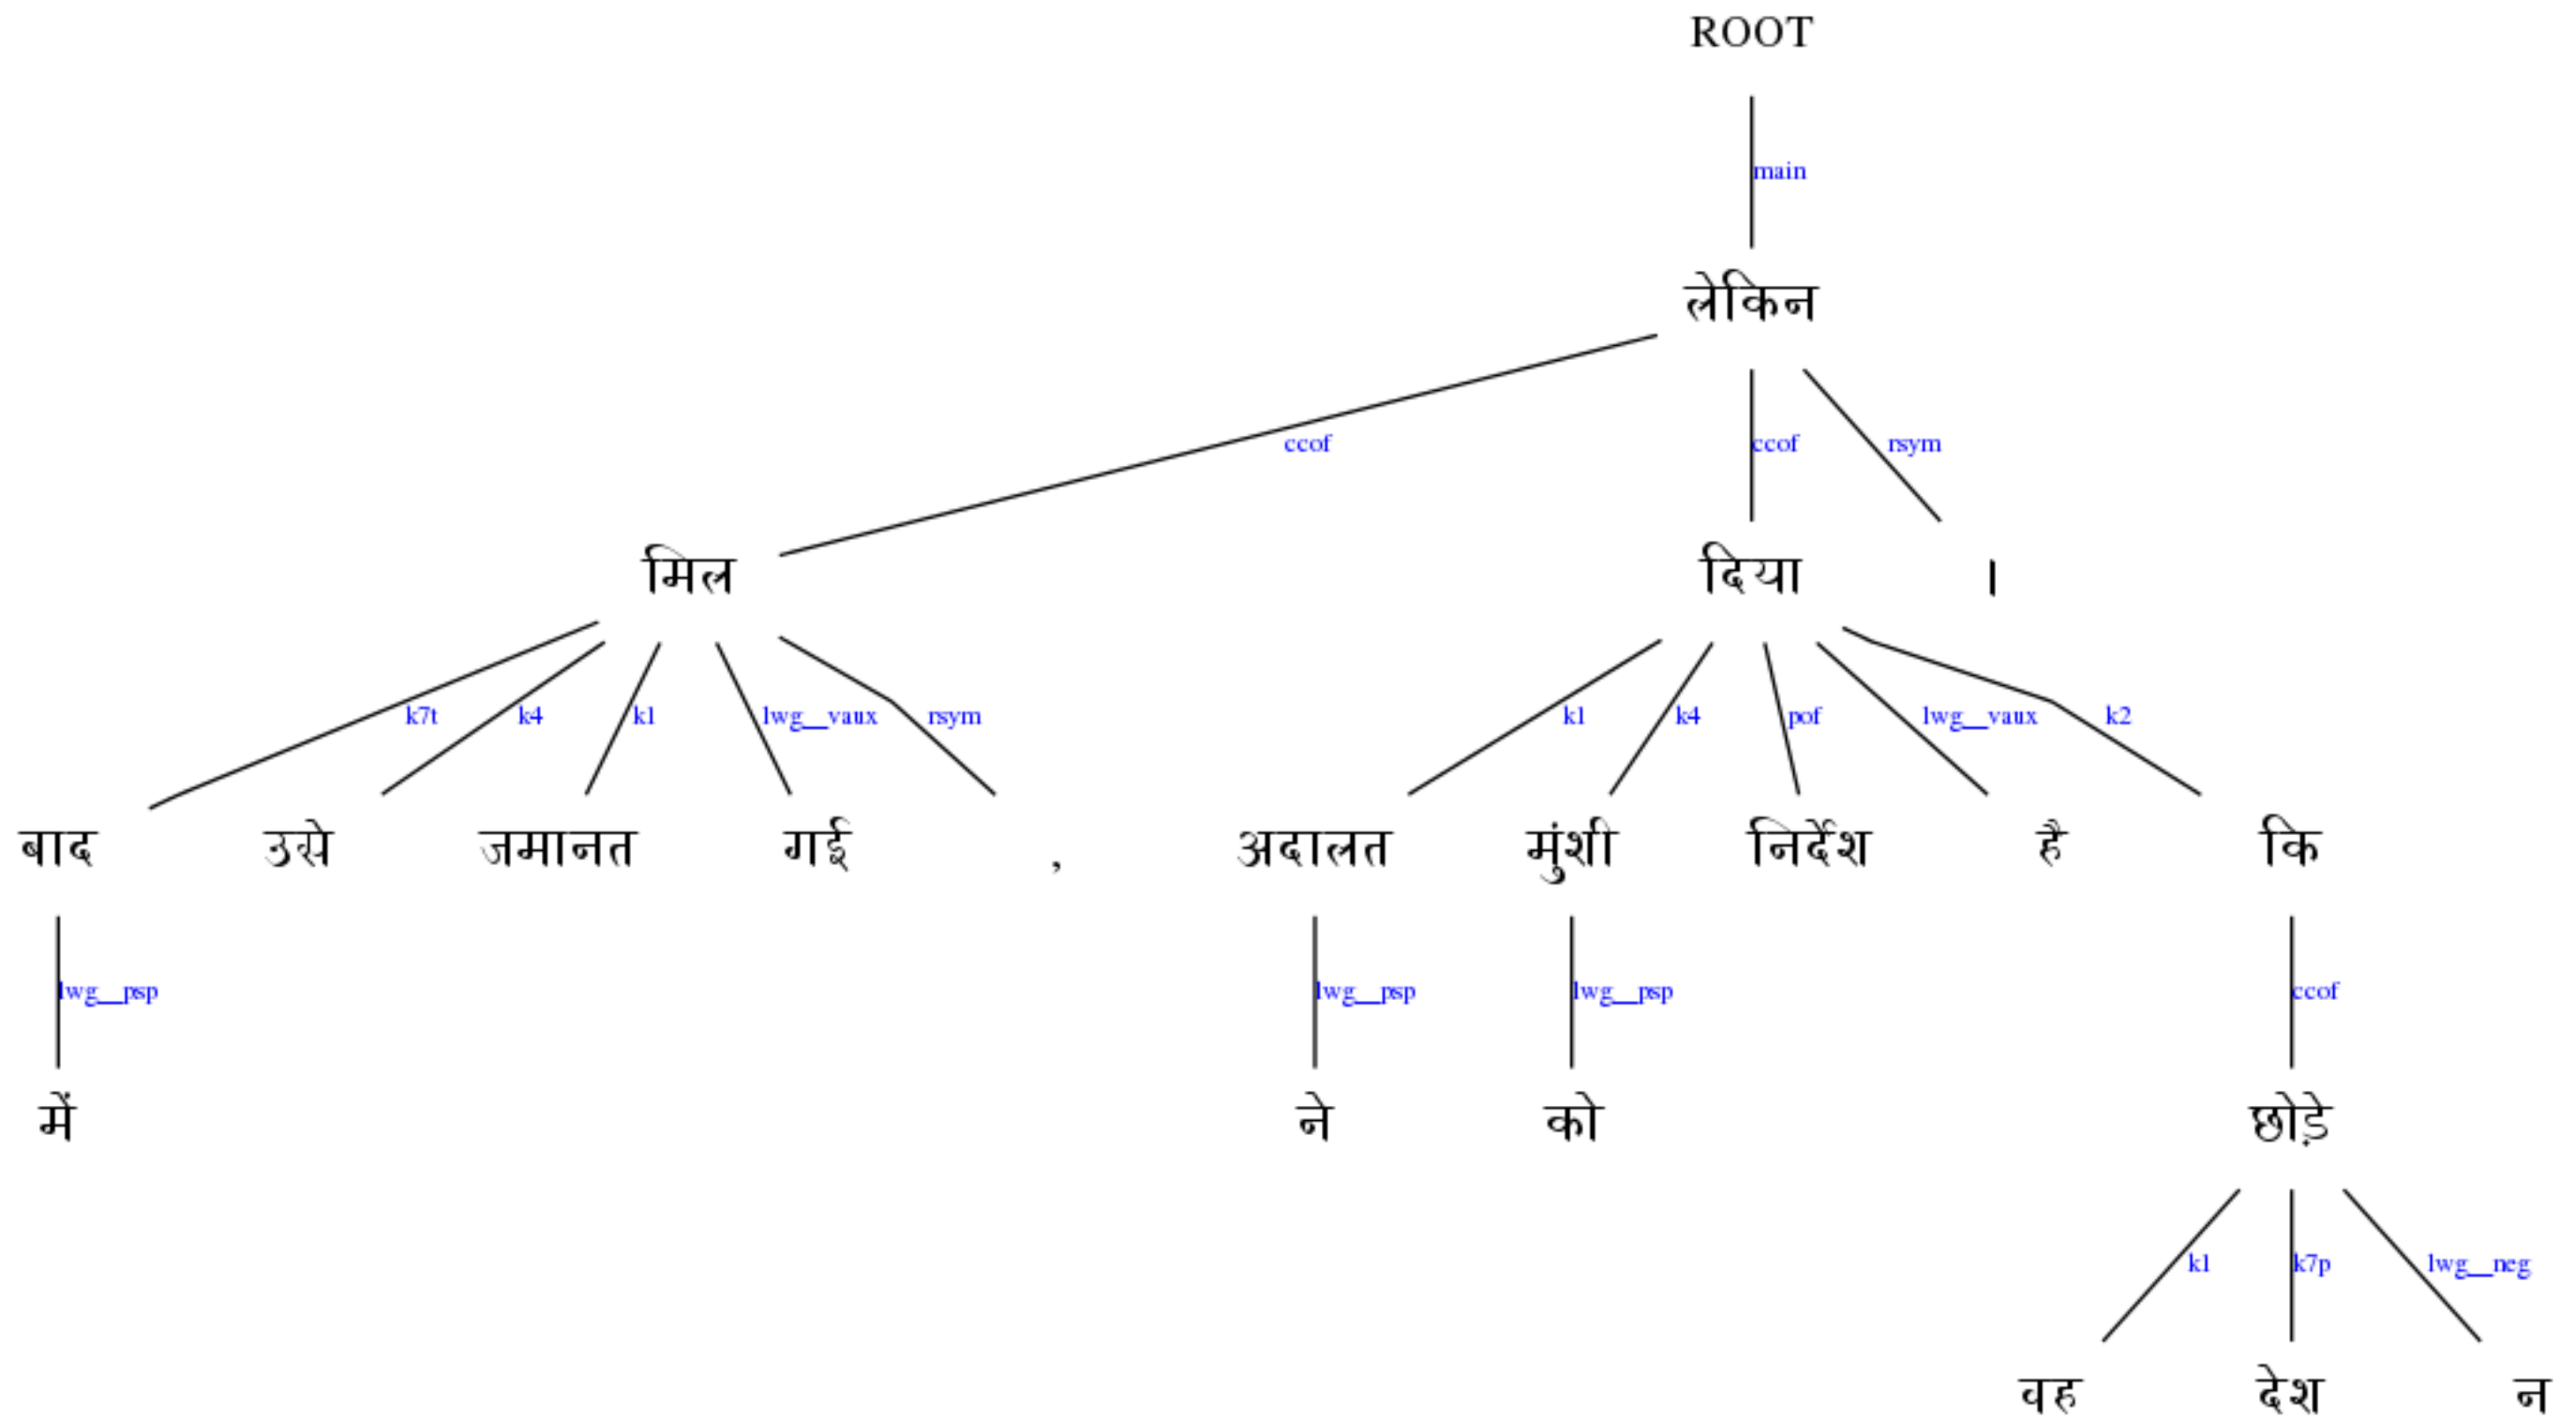 ROOT
main
लेकिन
ccof ccof rsym
मिल दिया ।
k7t k4 k1 lwg__vaux rsym k1 k4 pof lwg__vaux k2
बाद उसे जमानत गई , अदालत मुंशी निर्देश है कि
lwg__psp lwg__psp lwg__psp ccof
में ने को छोड़े
k1 k7p lwg__neg
वह देश न